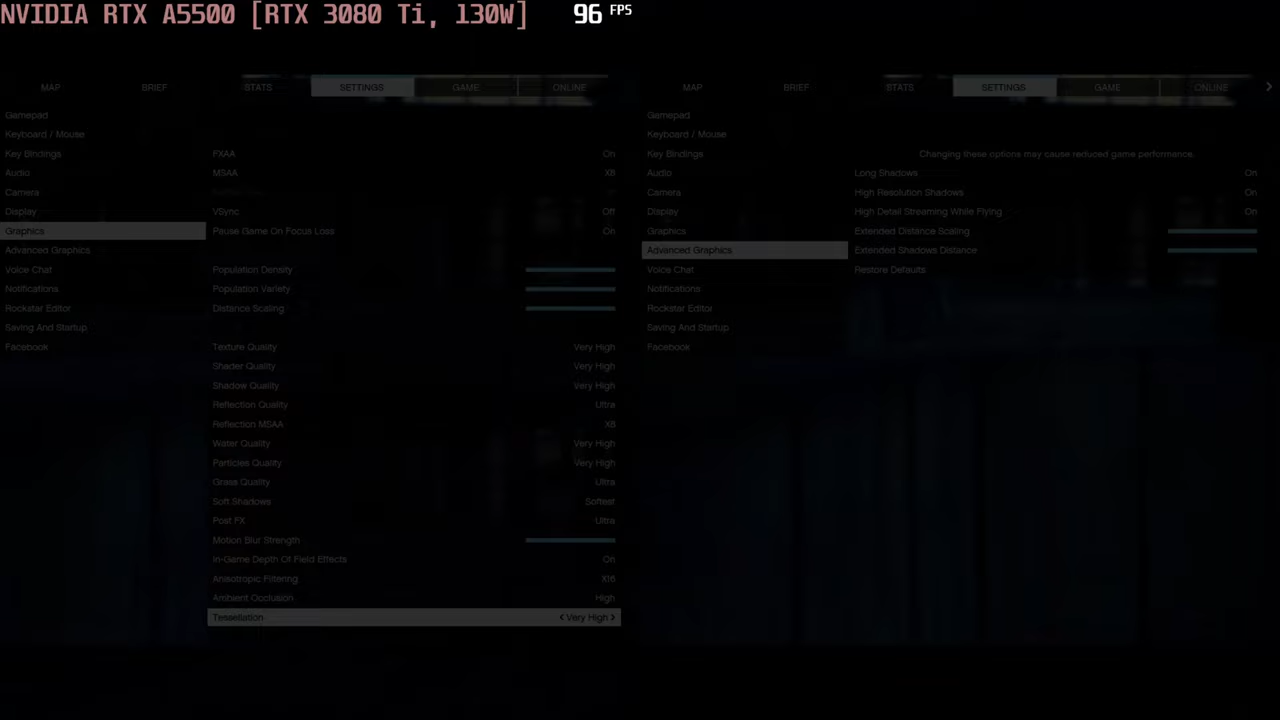 NVIDIA RTX A5500 [RTX 3080 Ti, 130W] 96 FPS
MAP BRIEF STATS SETTINGS GAME ONLINE
Gamepad
Keyboard / Mouse
Key Bindings FXAA On
Audio MSAA X8
Camera
Display VSync Off
Graphics Pause Game On Focus Loss On
Advanced Graphics
Voice Chat Population Density
Notifications Population Variety
Rockstar Editor Distance Scaling
Saving And Startup
Facebook Texture Quality Very High
Shader Quality Very High
Shadow Quality Very High
Reflection Quality Ultra
Reflection MSAA X8
Water Quality Very High
Particles Quality Very High
Grass Quality Ultra
Soft Shadows Softest
Post FX Ultra
Motion Blur Strength
In-Game Depth Of Field Effects On
Anisotropic Filtering X16
Ambient Occlusion High
Tessellation < Very High >
MAP BRIEF STATS SETTINGS GAME ONLINE >
Gamepad
Keyboard / Mouse
Key Bindings Changing these options may cause reduced game performance.
Audio Long Shadows On
Camera High Resolution Shadows On
Display High Detail Streaming While Flying On
Graphics Extended Distance Scaling
Advanced Graphics Extended Shadows Distance
Voice Chat Restore Defaults
Notifications
Rockstar Editor
Saving And Startup
Facebook